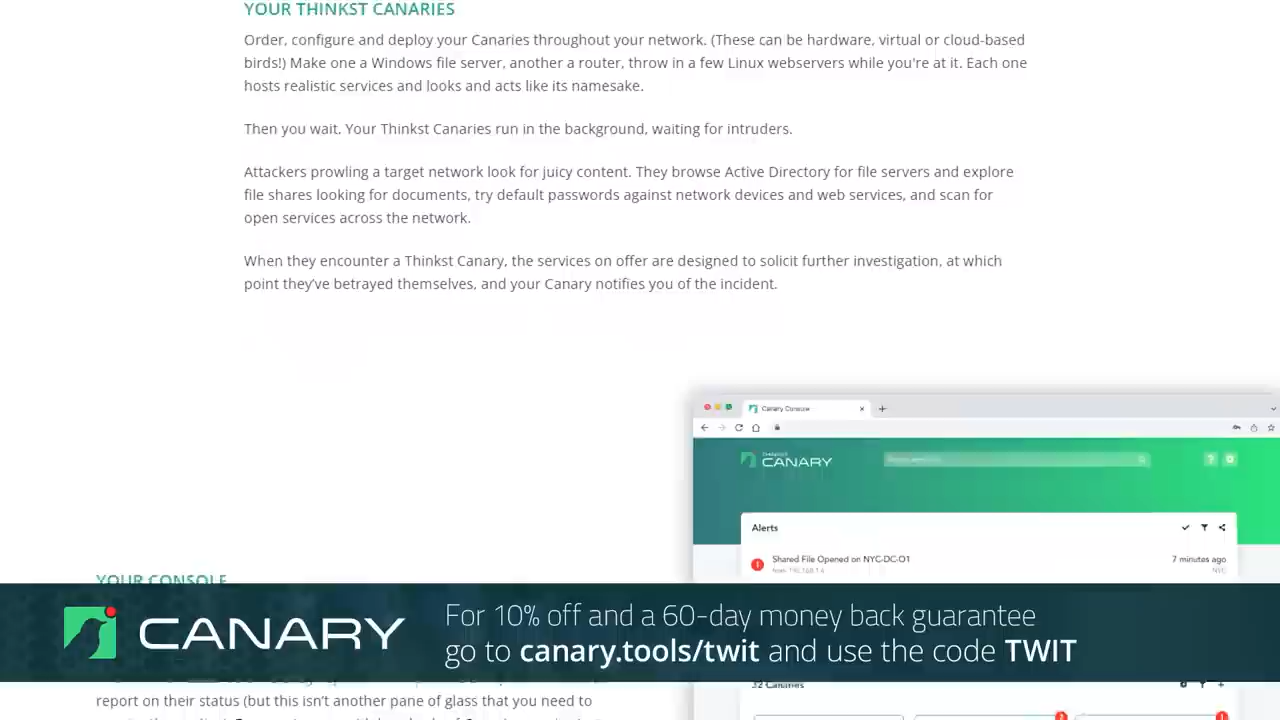 YOUR THINKST CANARIES
Order, configure and deploy your Canaries throughout your network. (These can be hardware, virtual or cloud-based
birds!) Make one a Windows file server, another a router, throw in a few Linux webservers while you're at it. Each one
hosts realistic services and looks and acts like its namesake.
Then you wait. Your Thinkst Canaries run in the background, waiting for intruders.
Attackers prowling a target network look for juicy content. They browse Active Directory for file servers and explore
file shares looking for documents, try default passwords against network devices and web services, and scan for
open services across the network.
When they encounter a Thinkst Canary, the services on offer are designed to solicit further investigation, at which
point they've betrayed themselves, and your Canary notifies you of the incident.
Canary Console
CANARY
Alerts
Shared File Opened on NYC-DC-01
7 minutes ago
NYC
YOUR CONSOLE
CANARY
For 10% off and a 60-day money back guarantee
go to canary.tools/twit and use the code TWIT
32 Canaries
report on their status (but this isn't another pane of glass that you need to